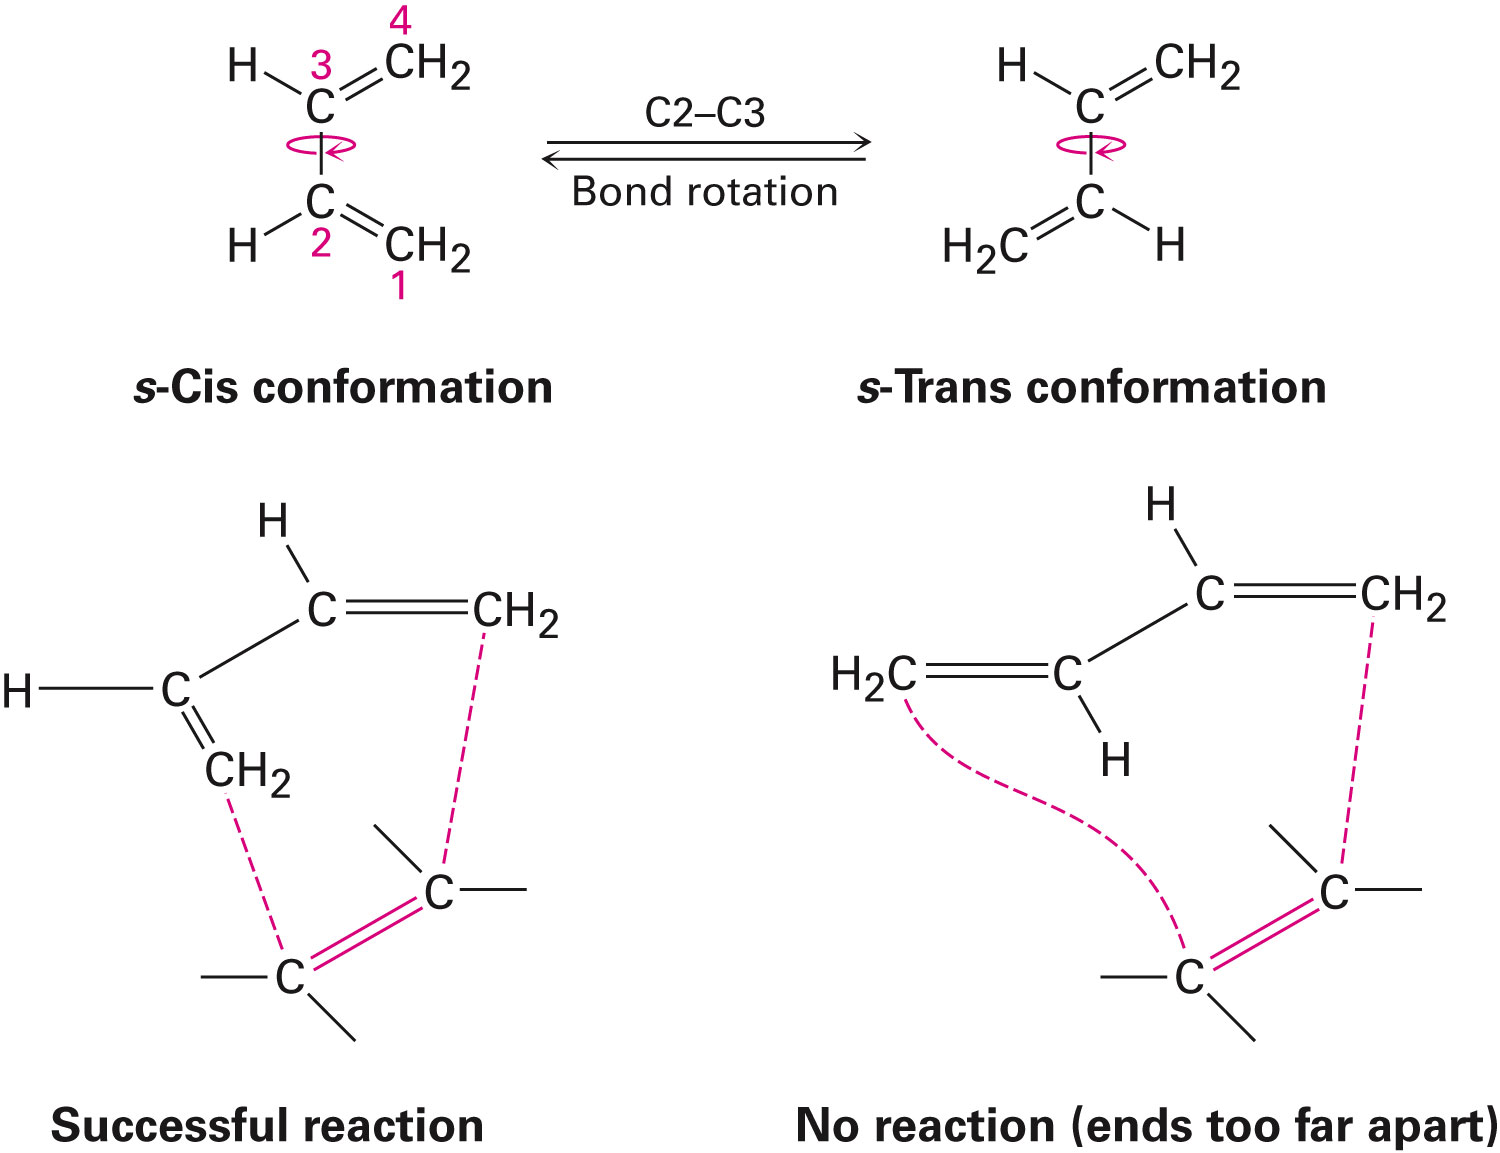 4
H 3 CH2 H CH2
C C2–C3 C
Bond rotation
C C
H 2 CH2 H2C H
1
s-Cis conformation s-Trans conformation
H H
C CH2 C CH2
H C H2C C
CH2 H
C C
C C
Successful reaction No reaction (ends too far apart)